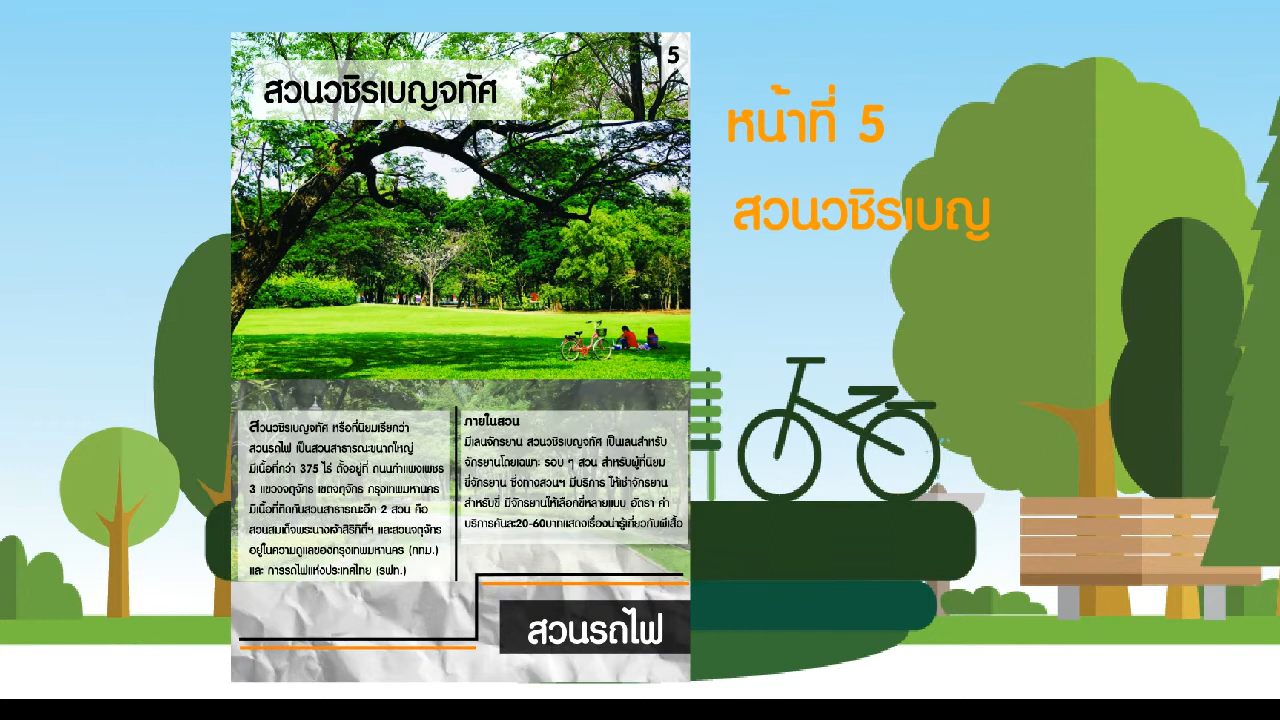 5
สวนวชิรเบญจทัศ
หน้าที่ 5
สวนวชิรเบญ
สวนวชิรเบญจทัศ หรือที่นิยมเรียกว่า
สวนรถไฟ เป็นสวนสาธารณะขนาดใหญ่
มีเนื้อที่กว่า 375 ไร่ ตั้งอยู่ที่ ถนนกำแพงเพชร
3 แขวงจตุจักร เขตจตุจักร กรุงเทพมหานคร
มีเนื้อที่ติดกับสวนสาธารณะอีก 2 สวน คือ
สวนสมเด็จพระนางเจ้าสิริกิติ์ฯ และสวนจตุจักร
อยู่ในความดูแลของกรุงเทพมหานคร (กทม.)
และ การรถไฟแห่งประเทศไทย (รฟท.)
ภายในสวน
มีเลนจักรยาน สวนวชิรเบญจทัศ เป็นเลนสำหรับ
จักรยานโดยเฉพาะ รอบ ๆ สวน สำหรับผู้ที่นิยม
ขี่จักรยาน ซึ่งทางสวนฯ มีบริการ ให้เช่าจักรยาน
สำหรับขี่ มีจักรยานให้เลือกขี่หลายแบบ อัตรา ค่า
บริการคันละ20-60บาทแสดงเรื่องน่ารู้เกี่ยวกับผีเสื้อ
สวนรถไฟ